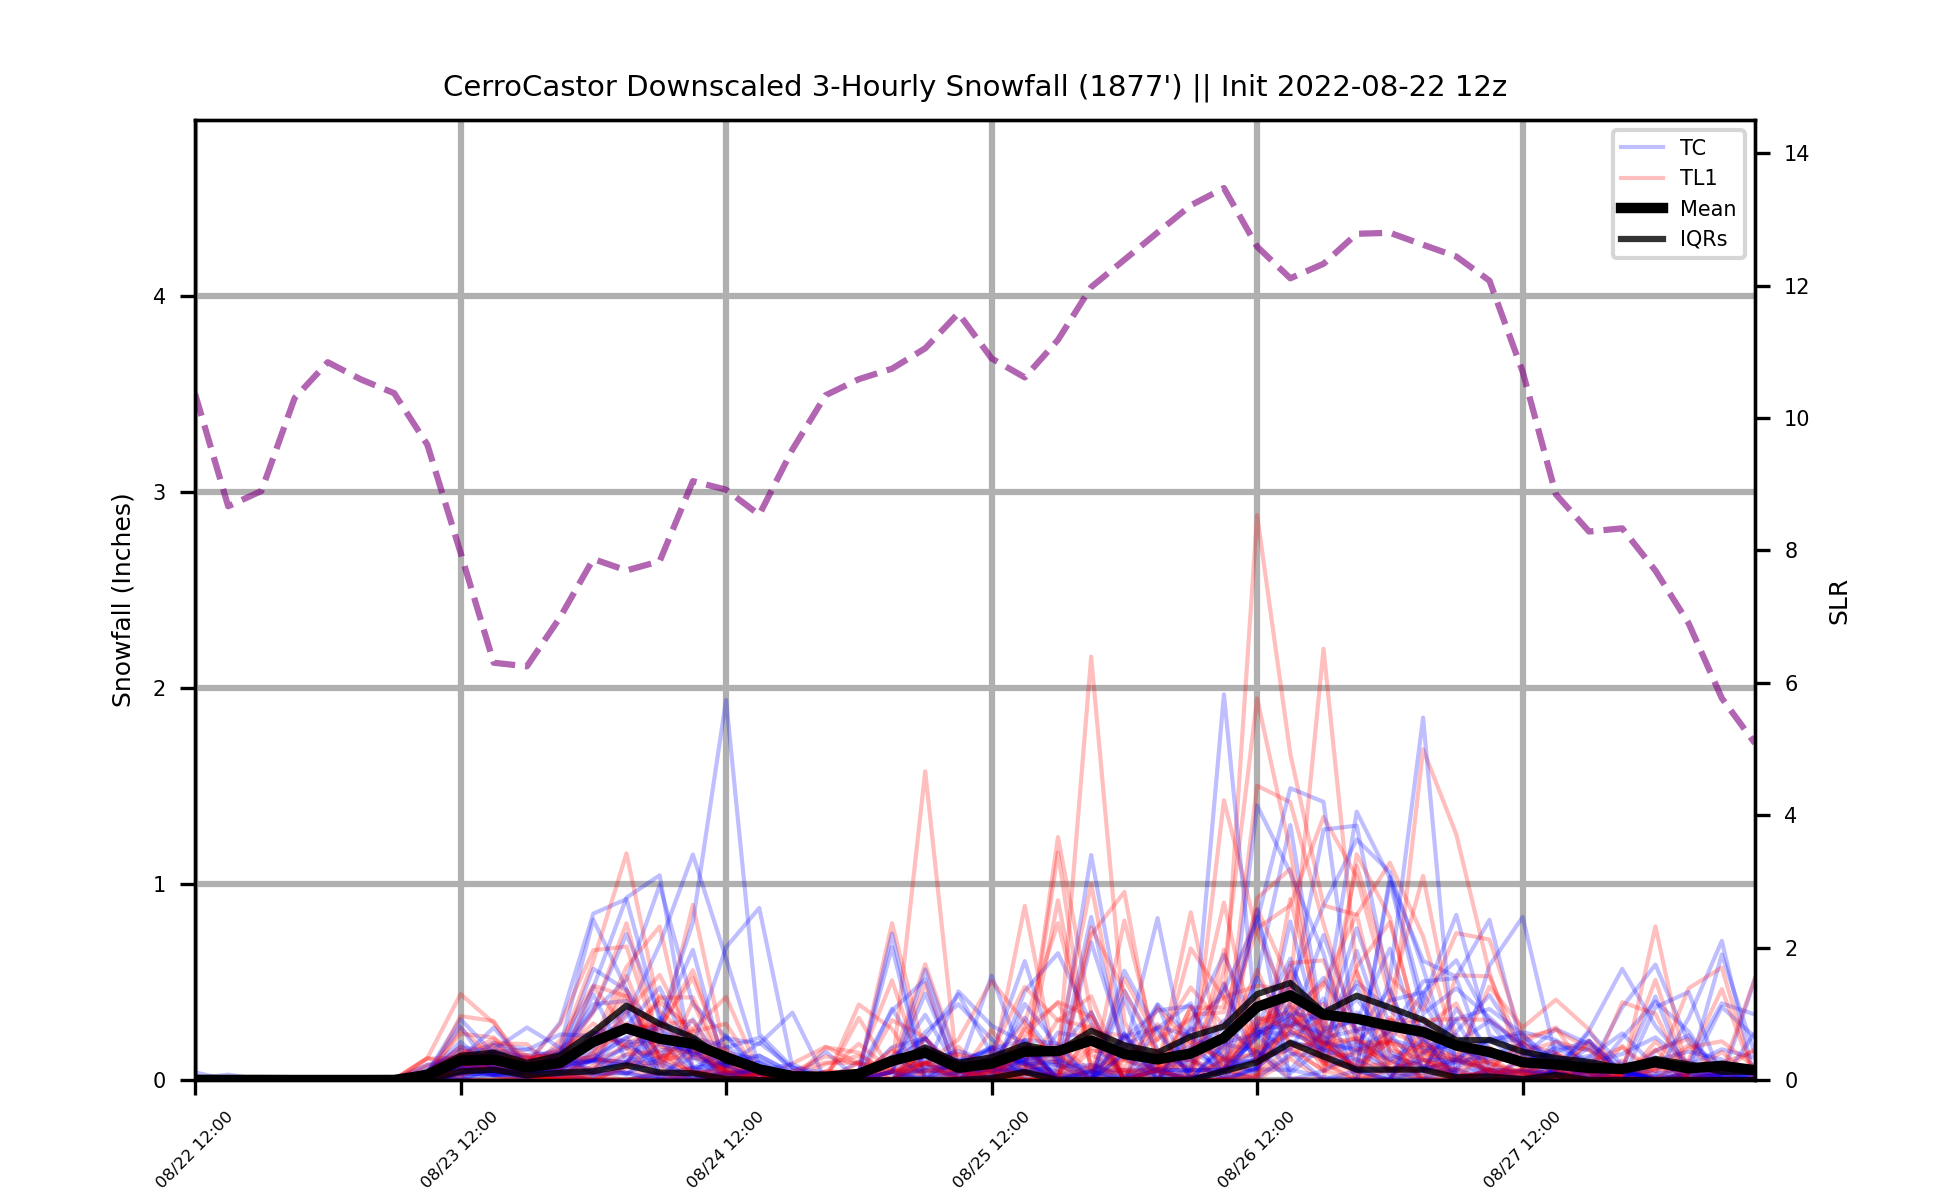 CerroCastor Downscaled 3-Hourly Snowfall (1877') || Init 2022-08-22 12z
TC
TL1
Mean
IQRs
Snowfall (Inches)
4
3
2
1
0
14
12
10
8
6
4
2
0
SLR
08/22 12:00
08/23 12:00
08/24 12:00
08/25 12:00
08/26 12:00
08/27 12:00